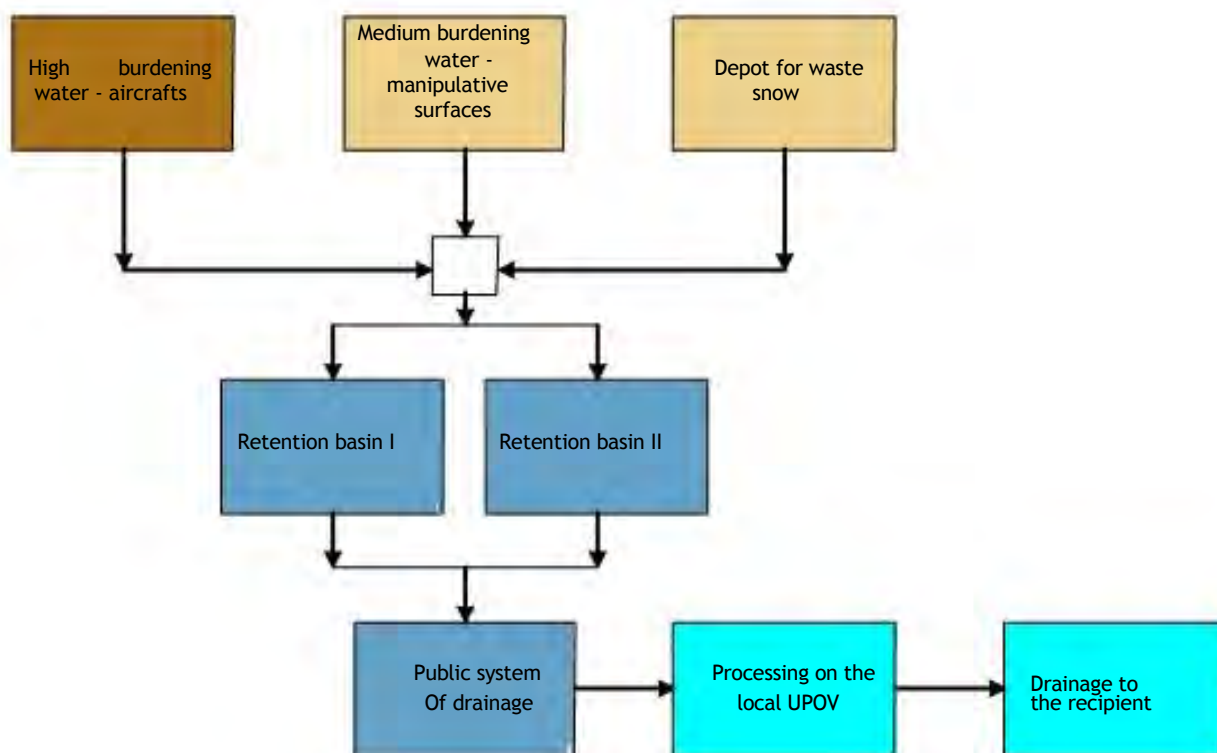 High burdening
water - aircrafts
Medium burdening
water -
manipulative
surfaces
Depot for waste
snow
Retention basin I
Retention basin II
Public system
Of drainage
Processing on the
local UPOV
Drainage to
the recipient